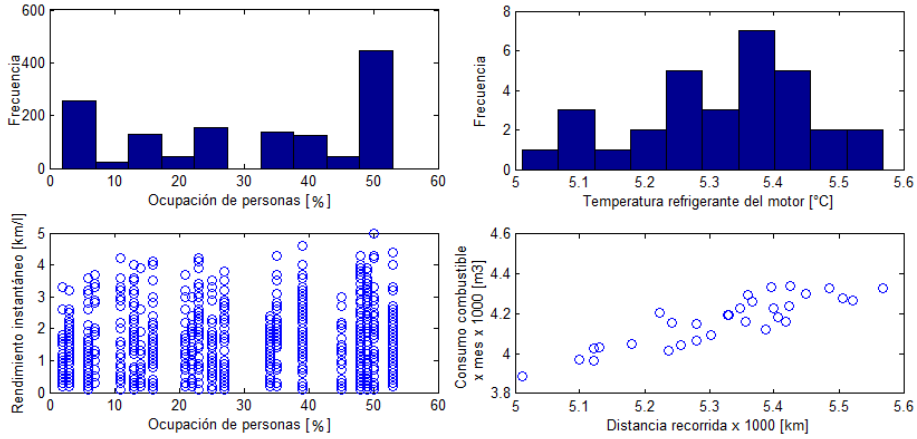 600
400
200
0
Frecuencia
0 10 20 30 40 50 60
Ocupación de personas [%]
8
6
4
2
0
Frecuencia
5 5.1 5.2 5.3 5.4 5.5 5.6
Temperatura refrigerante del motor [°C]
5
4
3
2
1
0
Rendimiento instantáneo [km/l]
0 10 20 30 40 50 60
Ocupación de personas [%]
4.6
4.4
4.2
4
3.8
Consumo combustible
x mnes x 1000 [m3]
5 5.1 5.2 5.3 5.4 5.5 5.6
Distancia recorrida x 1000 [km]